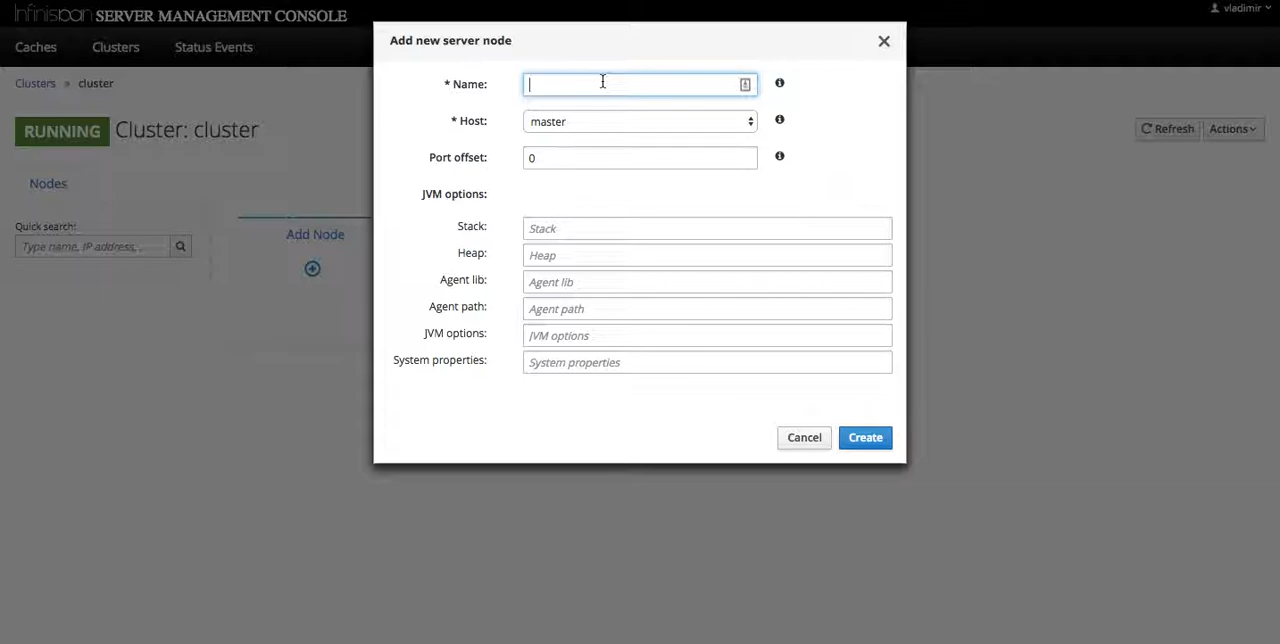 Infinispan SERVER MANAGEMENT CONSOLE
vladimir
Caches Clusters Status Events
Clusters » cluster
RUNNING Cluster: cluster
Refresh Actions
Nodes
Quick search:
Type name, IP address, ..
Add Node
Add new server node
* Name:
* Host: master
Port offset: 0
JVM options:
Stack: Stack
Heap: Heap
Agent lib: Agent lib
Agent path: Agent path
JVM options: JVM options
System properties: System properties
Cancel Create